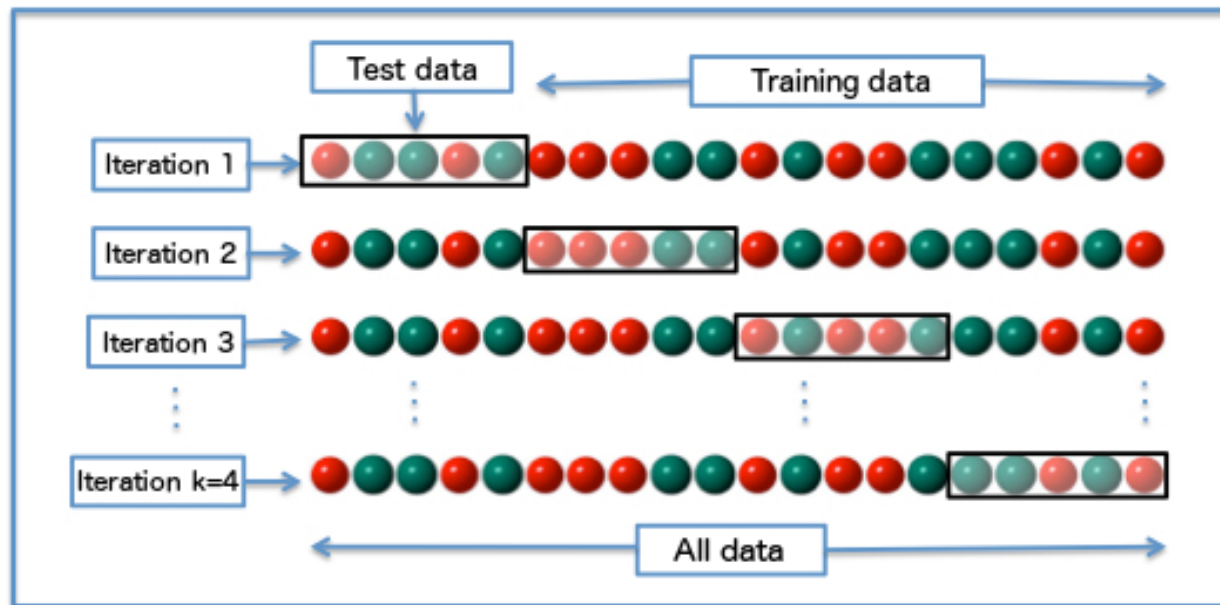 Test data
Training data
Iteration 1
Iteration 2
Iteration 3
Iteration k=4
All data